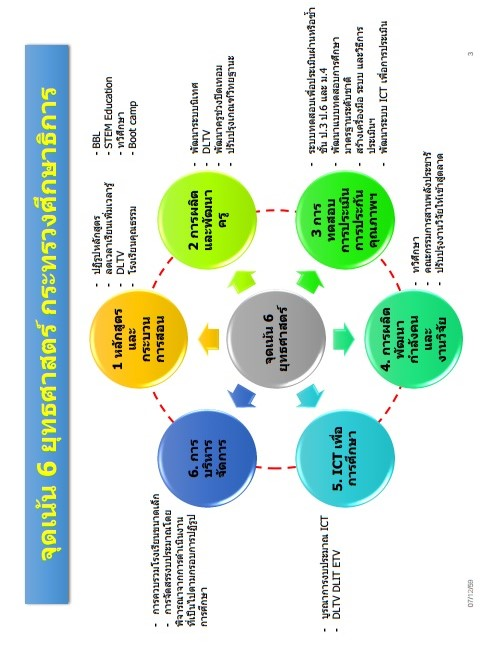 จุดเน้น 6 ยุทธศาสตร์ กระทรวงศึกษาธิการ
- ปฏิรูปหลักสูตร
- ลดเวลาเรียนเพิ่มเวลารู้
- DLTV
- โรงเรียนคุณธรรม
- BBL
- STEM Education
- ทวิศึกษา
- Boot camp
1 หลักสูตร
และ
กระบวน
การสอน
2 การผลิต
และพัฒนา
ครู
- พัฒนาระบบนิเทศ
- DLTV
- พัฒนาครูช่วงปิดเทอม
- ปรับปรุงเกณฑ์วิทยฐานะ
3 การ
ทดสอบ
การประเมิน
การประกัน
คุณภาพฯ
- ระบบทดสอบเพื่อประเมินผ่านหรือซ้ำ
ชั้น ป.3 ป.6 และ ม.4
- พัฒนาแบบทดสอบการศึกษา
มาตรฐานระดับชาติ
- สร้างเครื่องมือ ระบบ และวิธีการ
ประเมินฯ
- พัฒนาระบบ ICT เพื่อการประเมิน
4. การผลิต
พัฒนา
กำลังคน
และ
งานวิจัย
- ทวิศึกษา
- คณะกรรมการสานพลังประชารัฐ
- ปรับปรุงงานวิจัยให้เข้าสู่ตลาด
5. ICT เพื่อ
การศึกษา
- บูรณาการงบประมาณ ICT
- DLTV DLIT ETV
6. การ
บริหาร
จัดการ
- การควบรวมโรงเรียนขนาดเล็ก
- การจัดสรรงบประมาณโดย
พิจารณาจากการดำเนินงาน
ที่เป็นไปตามกรอบการปฏิรูป
การศึกษา
จุดเน้น 6
ยุทธศาสตร์
07/12/59
3